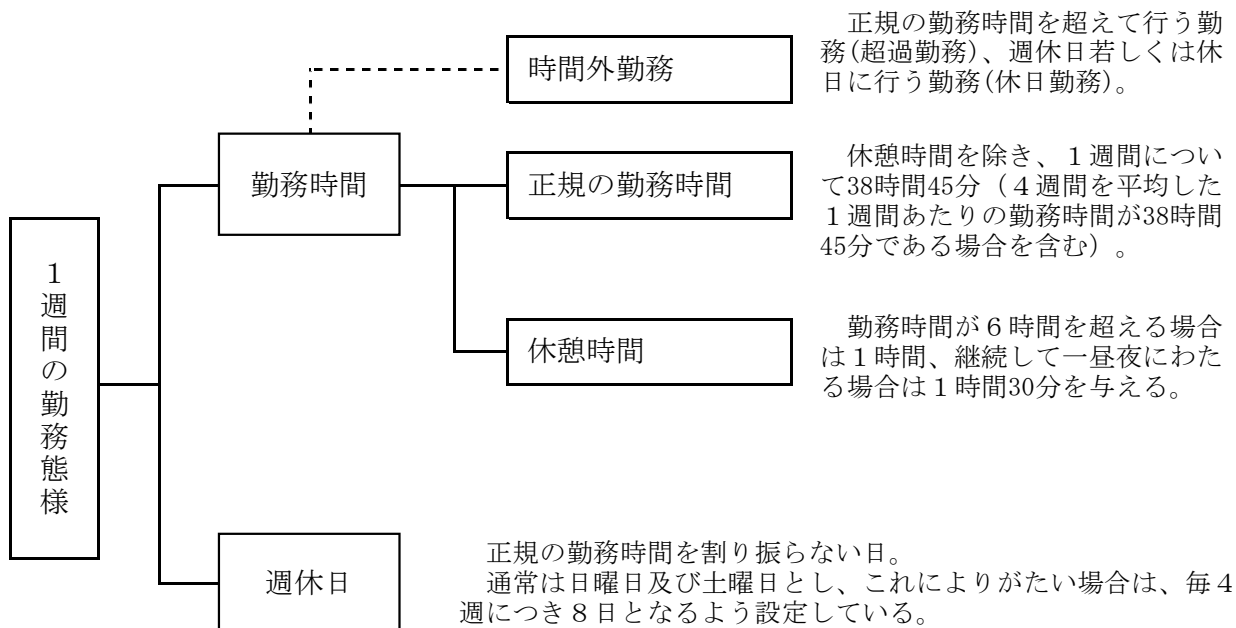 1週間の勤務態様
勤務時間
時間外勤務
　正規の勤務時間を超えて行う勤
務(超過勤務)、週休日若しくは休
日に行う勤務(休日勤務)。
正規の勤務時間
　休憩時間を除き、１週間につい
て38時間45分（４週間を平均した
１週間あたりの勤務時間が38時間
45分である場合を含む）。
休憩時間
　勤務時間が６時間を超える場合
は１時間、継続して一昼夜にわた
る場合は１時間30分を与える。
週休日
　正規の勤務時間を割り振らない日。
　通常は日曜日及び土曜日とし、これによりがたい場合は、毎４
週につき８日となるよう設定している。